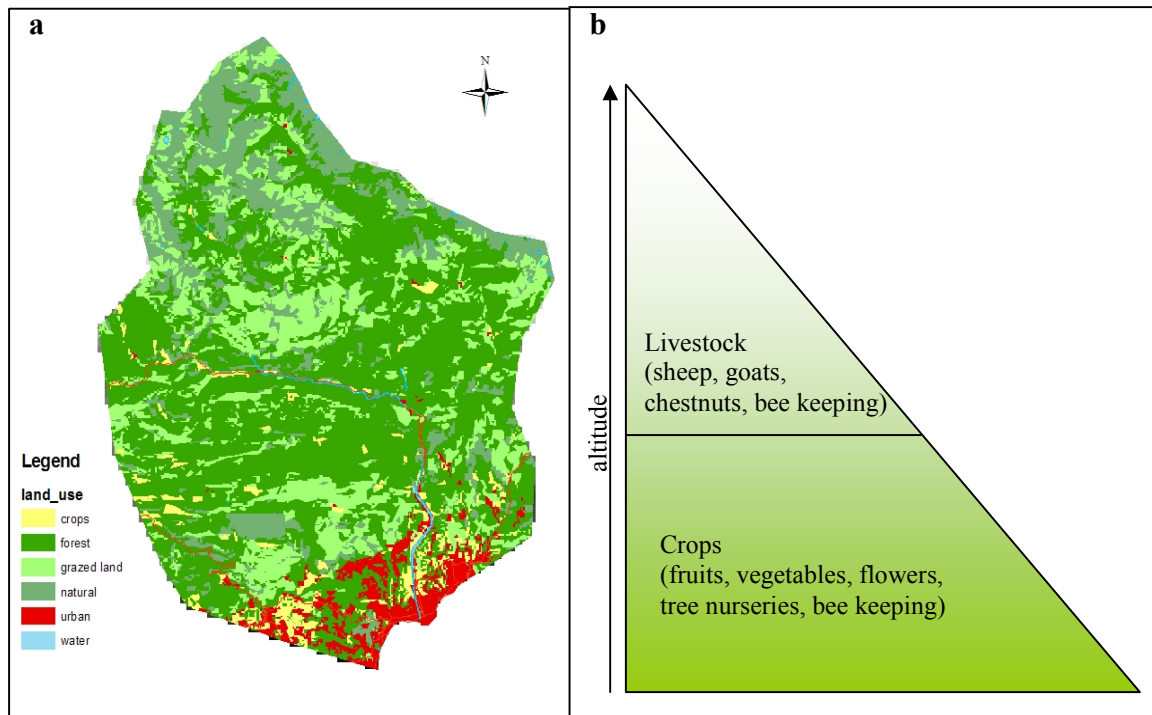 a
N
Legend
land_use
crops
forest
grazed land
natural
urban
water
b
altitude
Livestock
(sheep, goats,
chestnuts, bee keeping)
Crops
(fruits, vegetables, flowers,
tree nurseries, bee keeping)